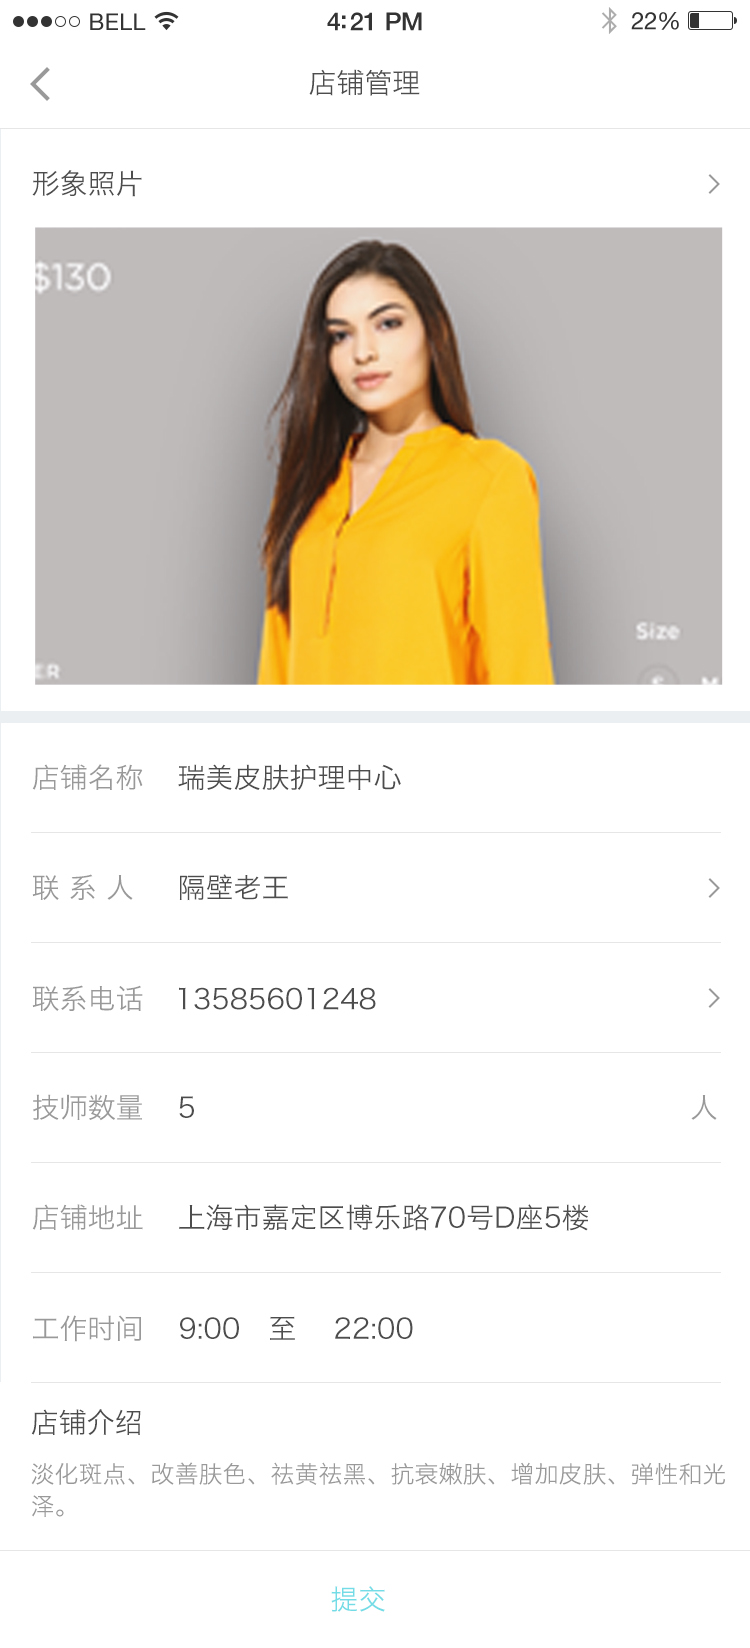 BELL 4:21 PM 22%
店铺管理
形象照片
$130
Size
ER S M
店铺名称 瑞美皮肤护理中心
联系人 隔壁老王
联系电话 13585601248
技师数量 5 人
店铺地址 上海市嘉定区博乐路70号D座5楼
工作时间 9:00 至 22:00
店铺介绍
淡化斑点、改善肤色、祛黄祛黑、抗衰嫩肤、增加皮肤、弹性和光
泽。
提交